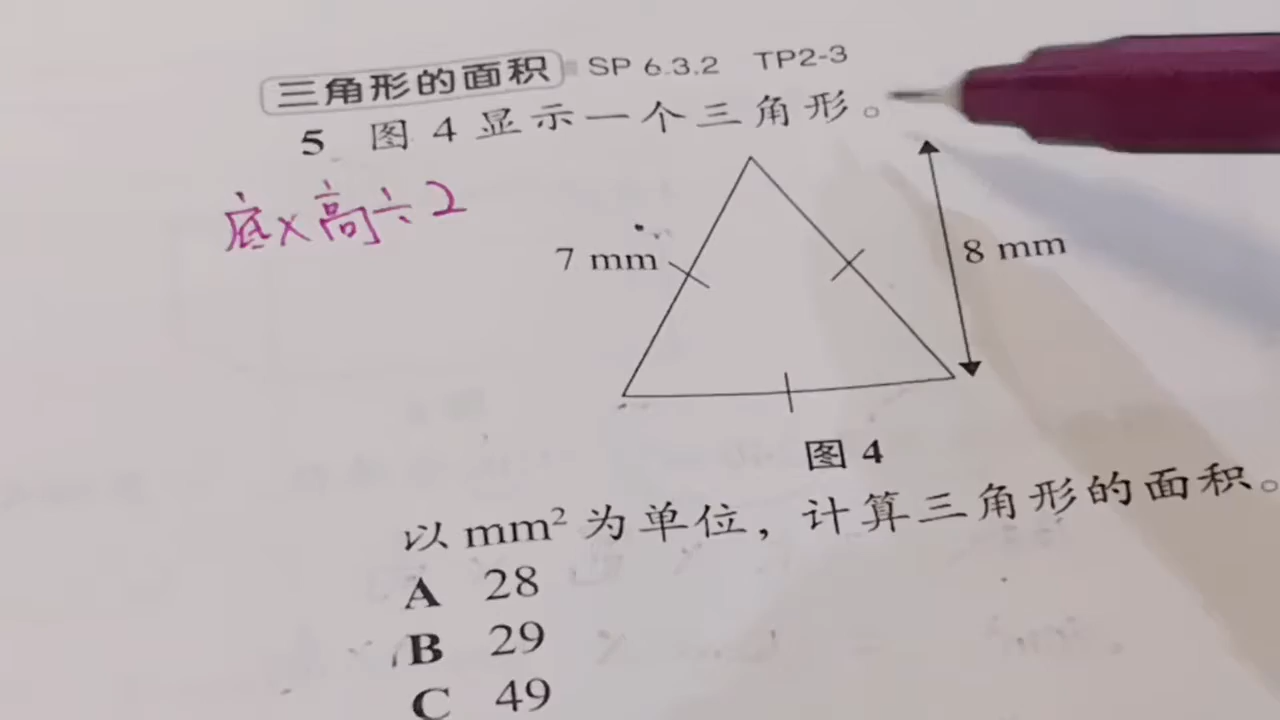 三角形的面积 SP 6.3.2 TP2-3
5 图 4 显示一个三角形。
底×高÷2
7 mm
8 mm
图 4
以 mm² 为单位，计算三角形的面积。
A 28
B 29
C 49